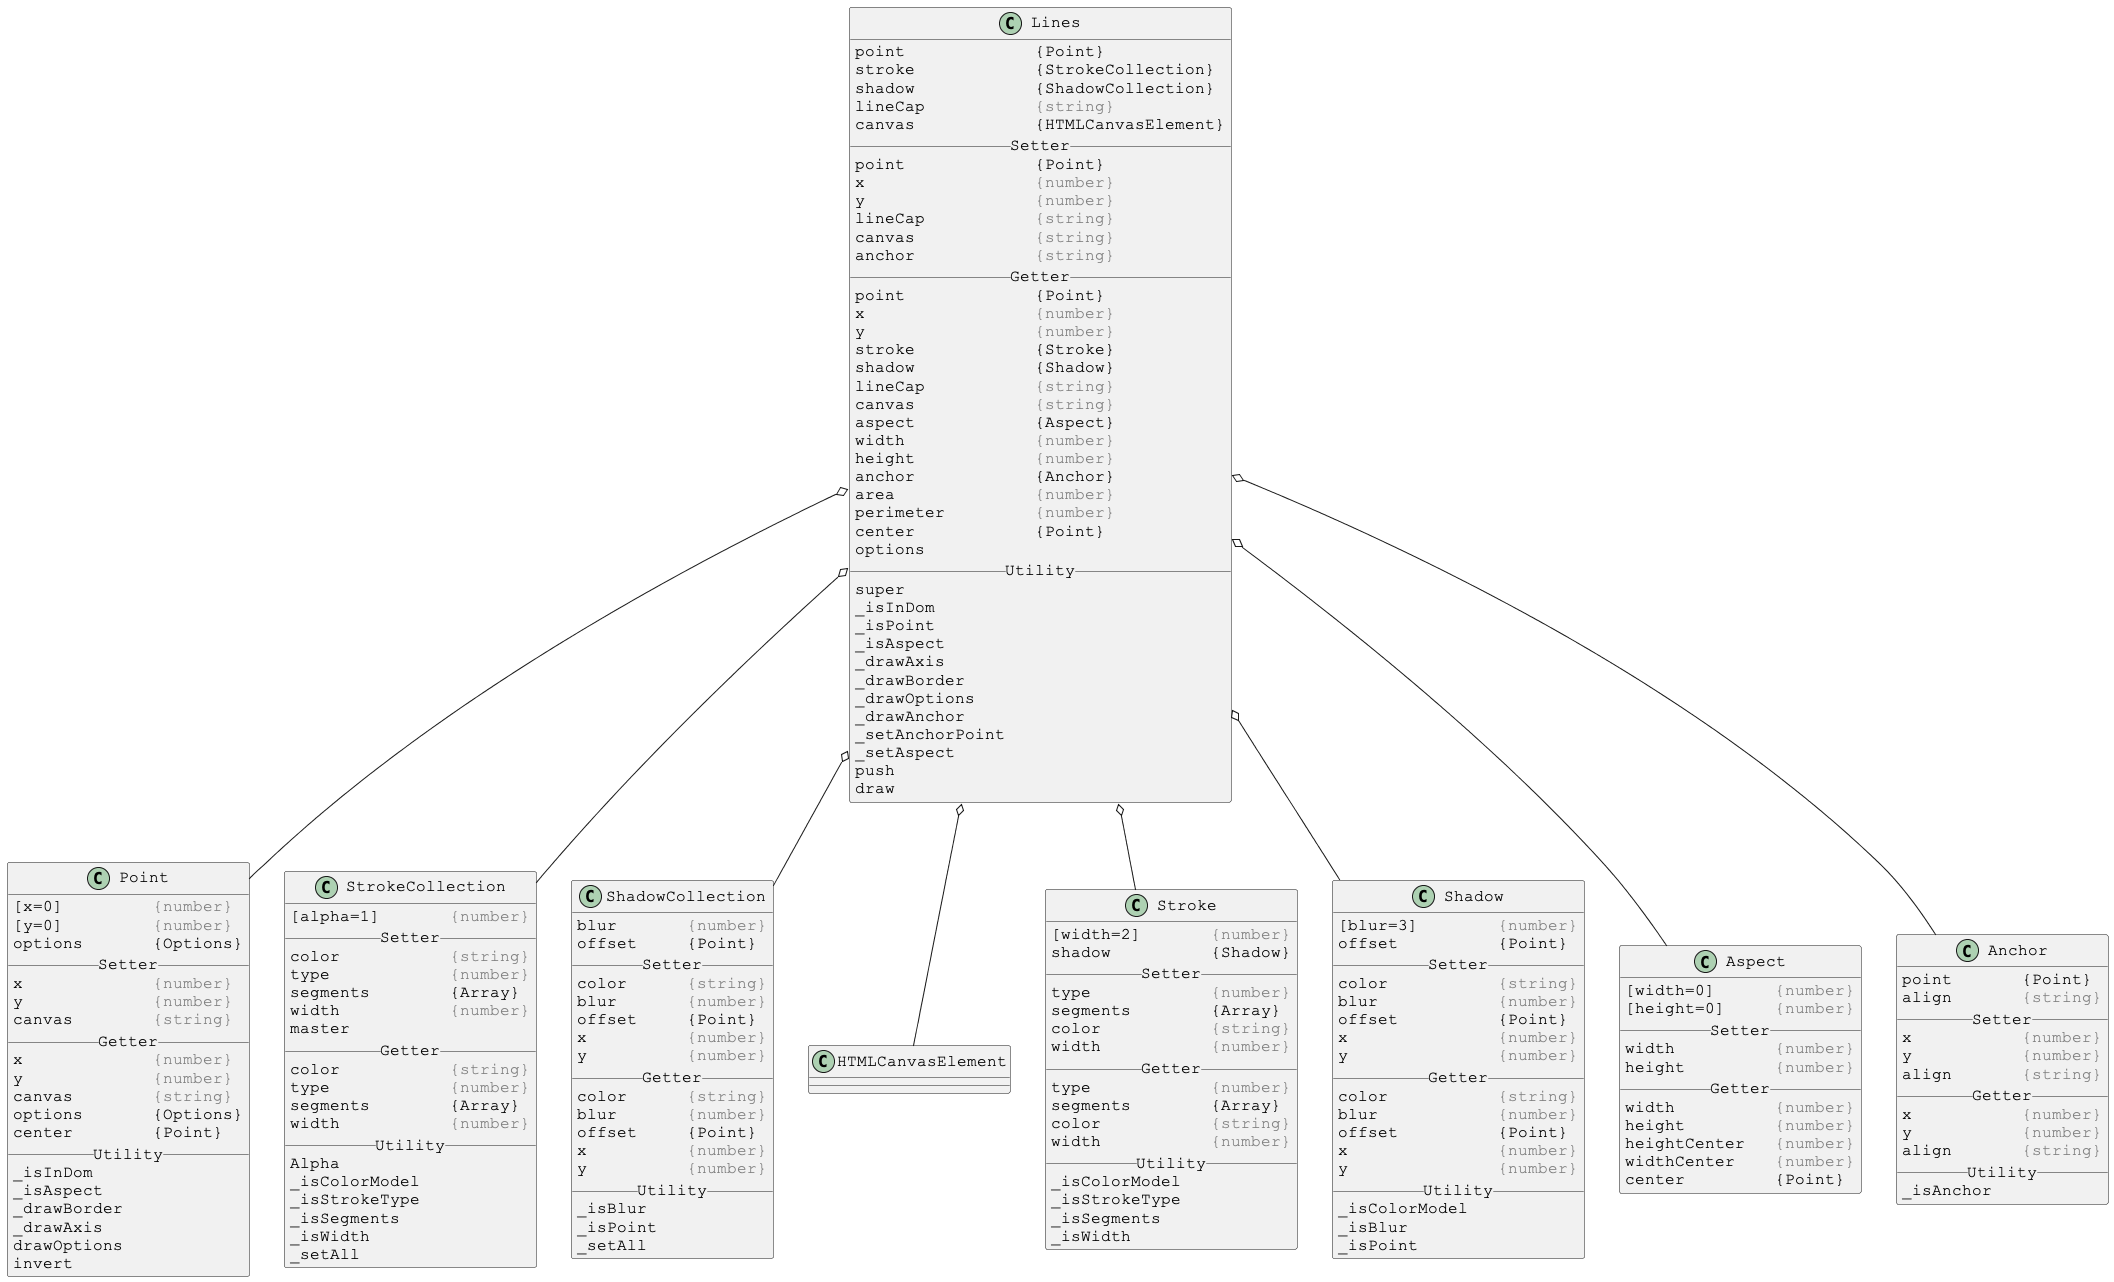 C Lines
point {Point}
stroke {StrokeCollection}
shadow {ShadowCollection}
lineCap {string}
canvas {HTMLCanvasElement}
Setter
point {Point}
x {number}
y {number}
lineCap {string}
canvas {string}
anchor {string}
Getter
point {Point}
x {number}
y {number}
stroke {Stroke}
shadow {Shadow}
lineCap {string}
canvas {string}
aspect {Aspect}
width {number}
height {number}
anchor {Anchor}
area {number}
perimeter {number}
center {Point}
options
Utility
super
_isInDom
_isPoint
_isAspect
_drawAxis
_drawBorder
_drawOptions
_drawAnchor
_setAnchorPoint
_setAspect
push
draw
C Point
[x=0] {number}
[y=0] {number}
options {Options}
Setter
x {number}
y {number}
canvas {string}
Getter
x {number}
y {number}
canvas {string}
options {Options}
center {Point}
Utility
_isInDom
_isAspect
_drawBorder
_drawAxis
drawOptions
invert
C StrokeCollection
[alpha=1] {number}
Setter
color {string}
type {number}
segments {Array}
width {number}
master
Getter
color {string}
type {number}
segments {Array}
width {number}
Utility
Alpha
_isColorModel
_isStrokeType
_isSegments
_isWidth
_setAll
C ShadowCollection
blur {number}
offset {Point}
Setter
color {string}
blur {number}
offset {Point}
x {number}
y {number}
Getter
color {string}
blur {number}
offset {Point}
x {number}
y {number}
Utility
_isBlur
_isPoint
_setAll
C HTMLCanvasElement
C Stroke
[width=2] {number}
shadow {Shadow}
Setter
type {number}
segments {Array}
color {string}
width {number}
Getter
type {number}
segments {Array}
color {string}
width {number}
Utility
_isColorModel
_isStrokeType
_isSegments
_isWidth
C Shadow
[blur=3] {number}
offset {Point}
Setter
color {string}
blur {number}
offset {Point}
x {number}
y {number}
Getter
color {string}
blur {number}
offset {Point}
x {number}
y {number}
Utility
_isColorModel
_isBlur
_isPoint
C Aspect
[width=0] {number}
[height=0] {number}
Setter
width {number}
height {number}
Getter
width {number}
height {number}
heightCenter {number}
widthCenter {number}
center {Point}
C Anchor
point {Point}
align {string}
Setter
x {number}
y {number}
align {string}
Getter
x {number}
y {number}
align {string}
Utility
_isAnchor